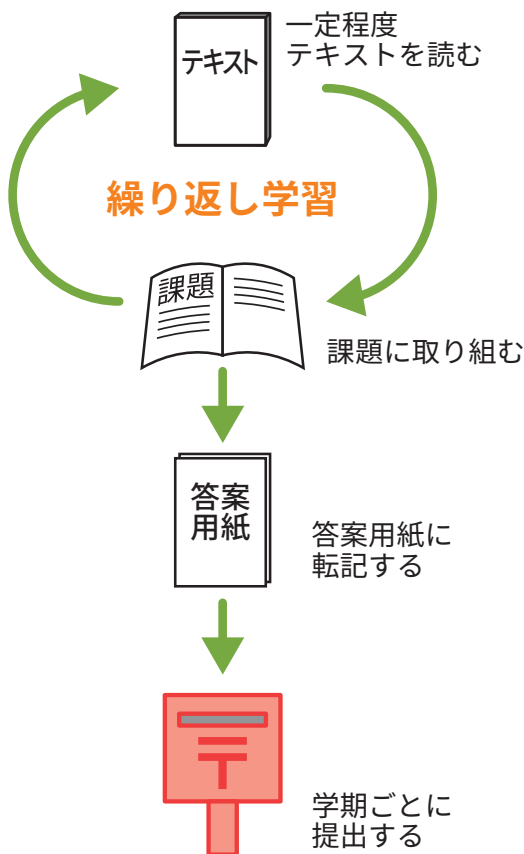 一定程度
テキストを読む
テキスト
繰り返し学習
課題
課題に取り組む
答案
用紙
答案用紙に
転記する
〒
学期ごとに
提出する